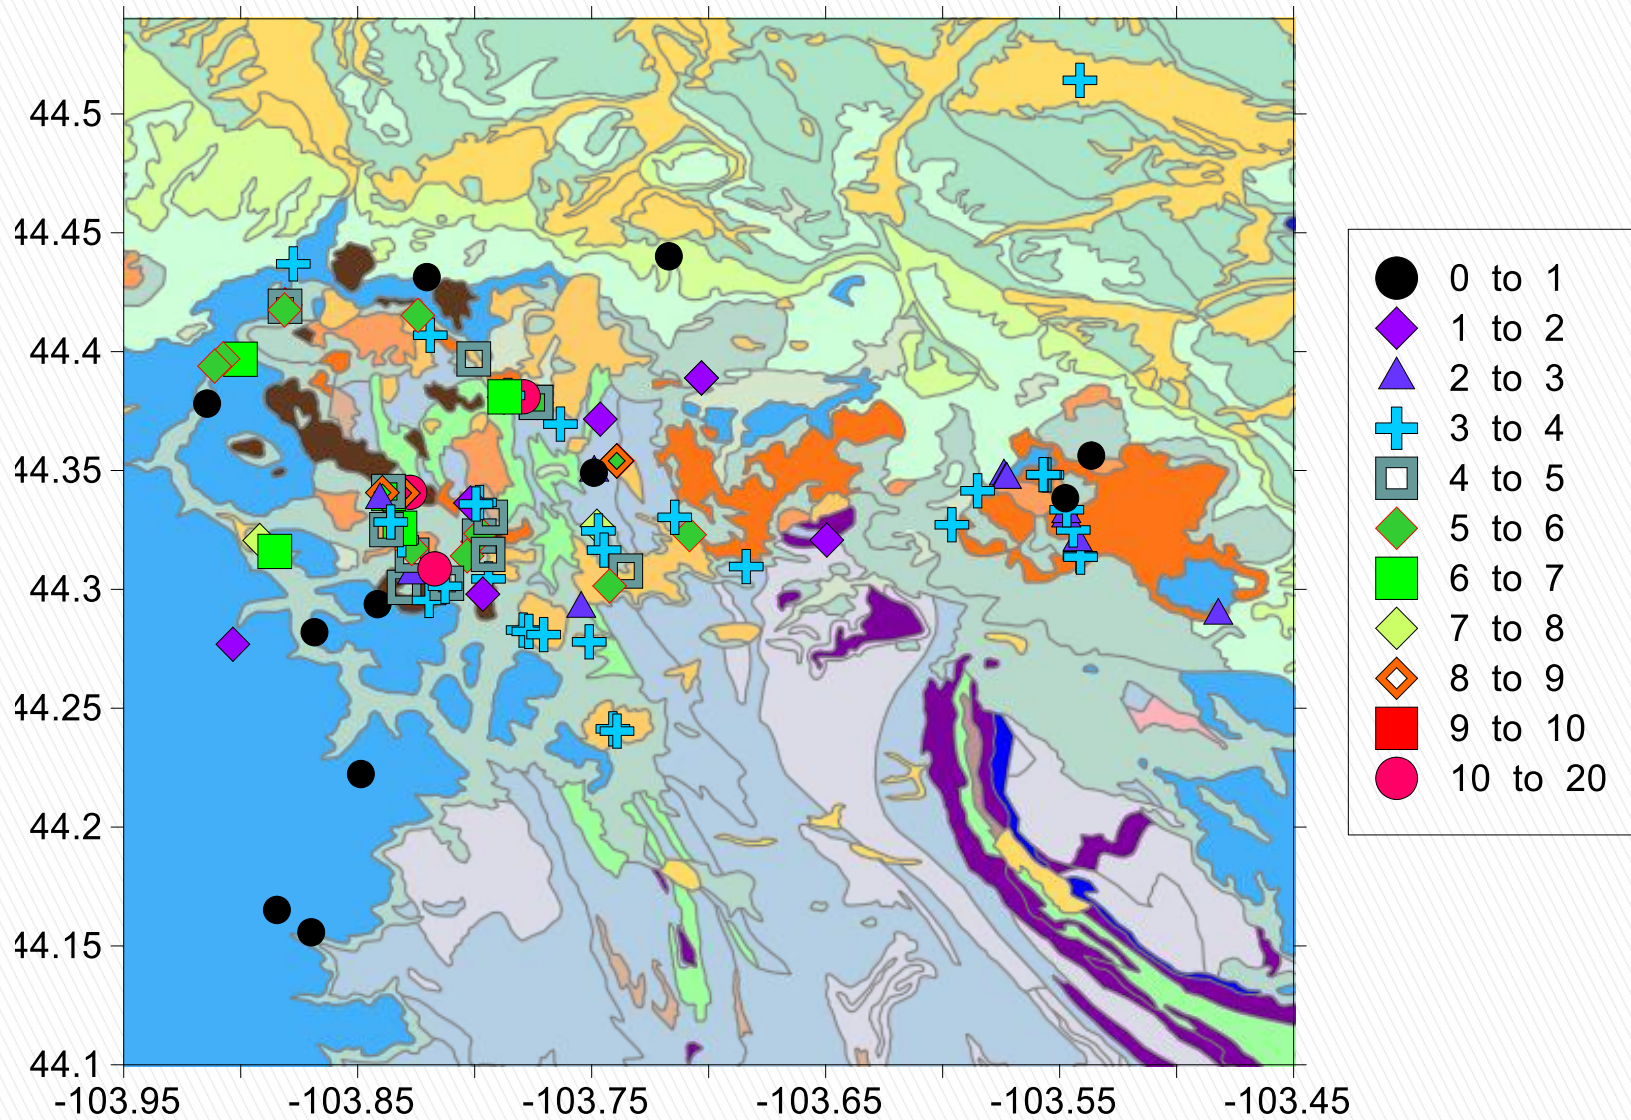 44.5
44.45
44.4
44.35
44.3
44.25
44.2
44.15
44.1
-103.95 -103.85 -103.75 -103.65 -103.55 -103.45
0 to 1
1 to 2
2 to 3
3 to 4
4 to 5
5 to 6
6 to 7
7 to 8
8 to 9
9 to 10
10 to 20